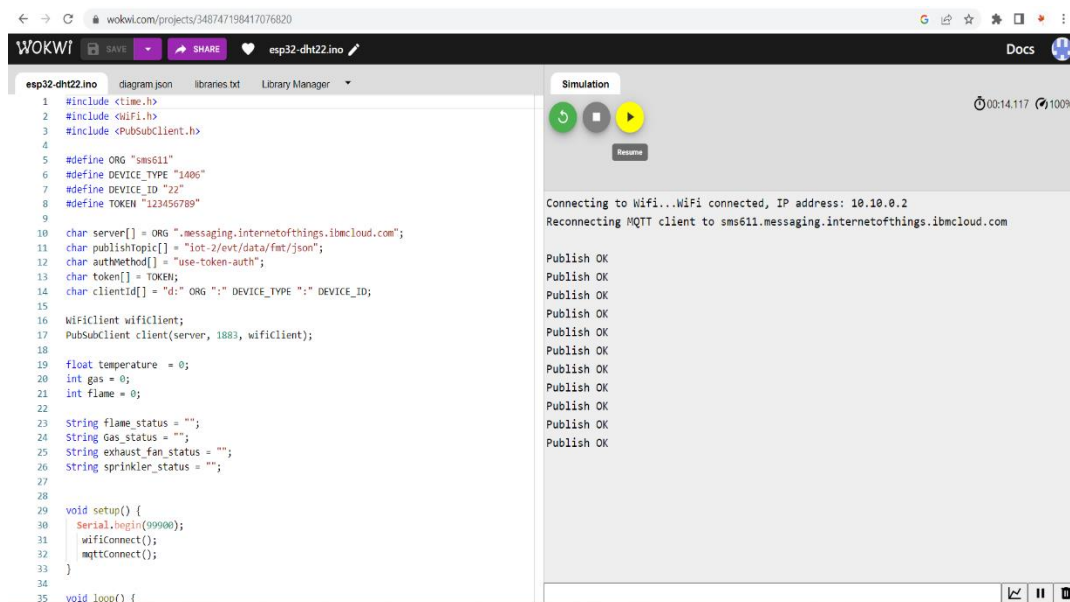 wokwi.com/projects/348747198417076820
WOKWI SAVE SHARE esp32-dht22.ino Docs
esp32-dht22.ino diagram.json libraries.txt Library Manager
1 #include <time.h>
2 #include <WiFi.h>
3 #include <PubSubClient.h>
4
5 #define ORG "sms611"
6 #define DEVICE_TYPE "1406"
7 #define DEVICE_ID "22"
8 #define TOKEN "123456789"
9
10 char server[] = ORG ".messaging.internetofthings.ibmcloud.com";
11 char publishTopic[] = "iot-2/evt/data/fmt/json";
12 char authMethod[] = "use-token-auth";
13 char token[] = TOKEN;
14 char clientId[] = "d:" ORG ":" DEVICE_TYPE ":" DEVICE_ID;
15
16 WiFiClient wifiClient;
17 PubSubClient client(server, 1883, wifiClient);
18
19 float temperature = 0;
20 int gas = 0;
21 int flame = 0;
22
23 String flame_status = "";
24 String Gas_status = "";
25 String exhaust_fan_status = "";
26 String sprinkler_status = "";
27
28
29 void setup() {
30 Serial.begin(99900);
31 wifiConnect();
32 mqttConnect();
33 }
34
35 void loop() {
Simulation
00:14.117 100%
Resume
Connecting to Wifi...WiFi connected, IP address: 10.10.0.2
Reconnecting MQTT client to sms611.messaging.internetofthings.ibmcloud.com
Publish OK
Publish OK
Publish OK
Publish OK
Publish OK
Publish OK
Publish OK
Publish OK
Publish OK
Publish OK
Publish OK